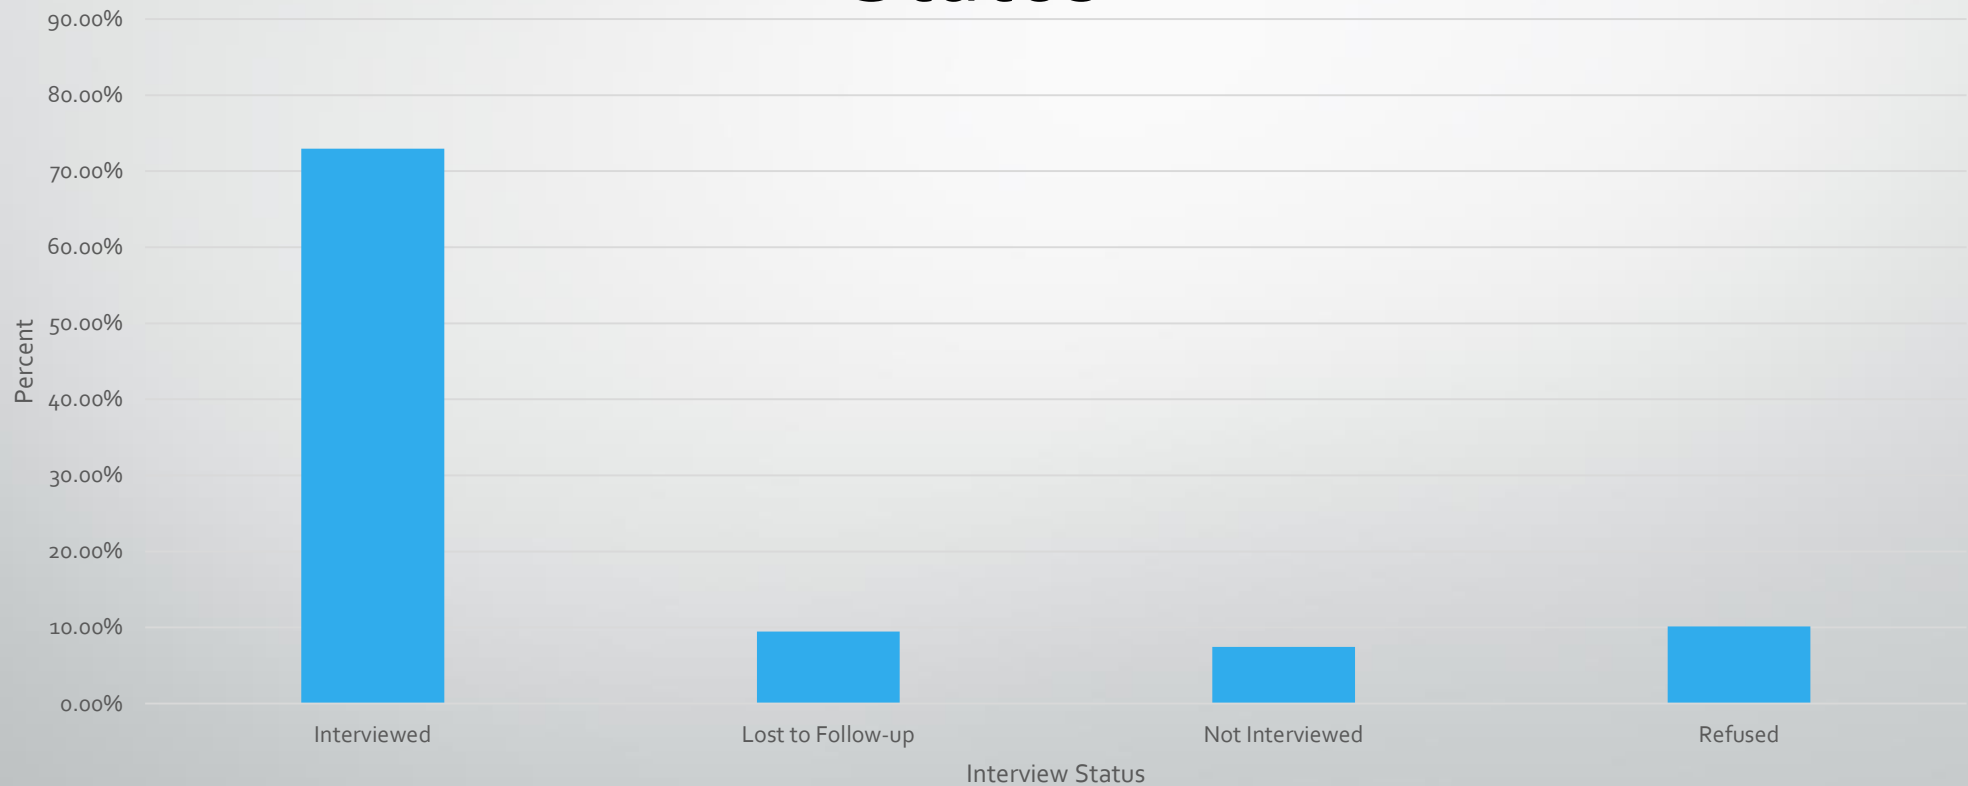 90.00%
80.00%
70.00%
60.00%
50.00%
40.00%
30.00%
20.00%
10.00%
0.00%
Percent
Interviewed
Lost to Follow-up
Not Interviewed
Refused
Interview Status